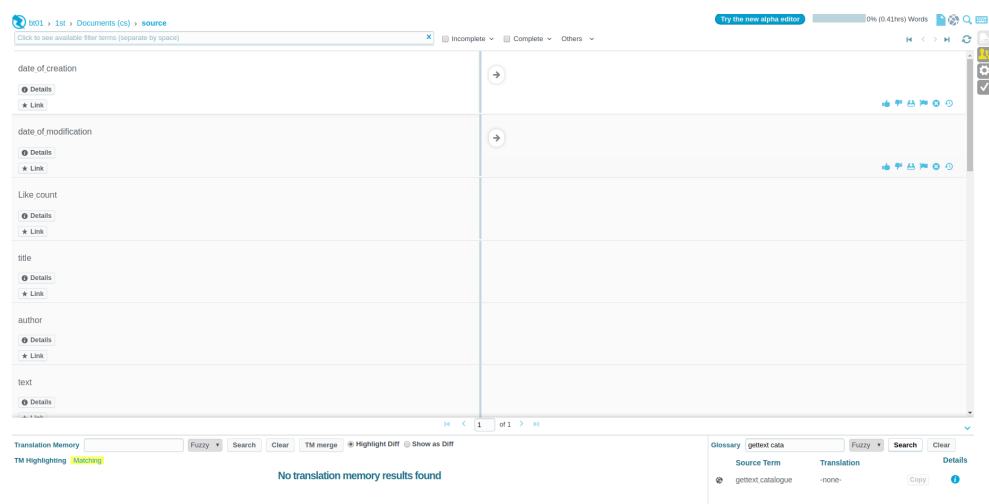 bt01 › 1st › Documents (cs) › source
Try the new alpha editor
0% (0.41hrs) Words
Click to see available filter terms (separate by space)
×
Incomplete
Complete
Others
date of creation
Details
Link
date of modification
Details
Link
Like count
Details
Link
title
Details
Link
author
Details
Link
text
Details
Link
1 of 1
Translation Memory Fuzzy Search Clear TM merge Highlight Diff Show as Diff
TM Highlighting Matching
No translation memory results found
Glossary gettext cata Fuzzy Search Clear
Source Term Translation Details
gettext catalogue -none- Copy